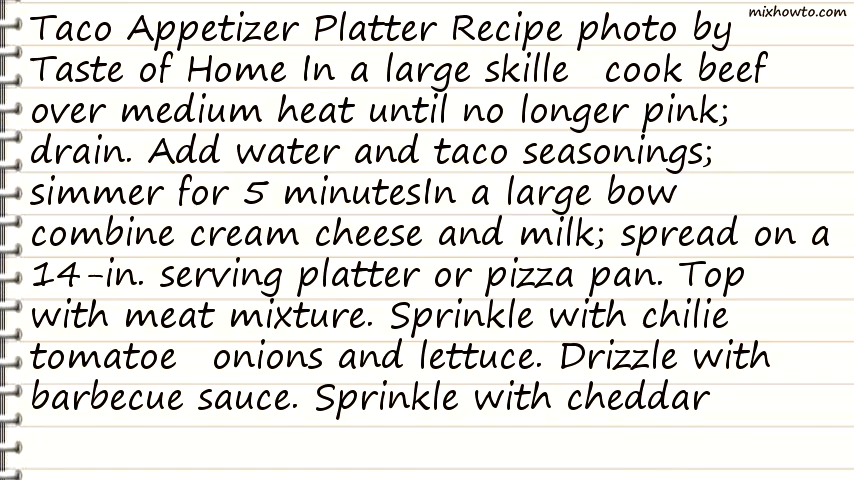 mixhowto.com
Taco Appetizer Platter Recipe photo by
Taste of Home In a large skille   cook beef
over medium heat until no longer pink;
drain. Add water and taco seasonings;
simmer for 5 minutesIn a large bow
combine cream cheese and milk; spread on a
14-in. serving platter or pizza pan. Top
with meat mixture. Sprinkle with chilie
tomatoe   onions and lettuce. Drizzle with
barbecue sauce. Sprinkle with cheddar